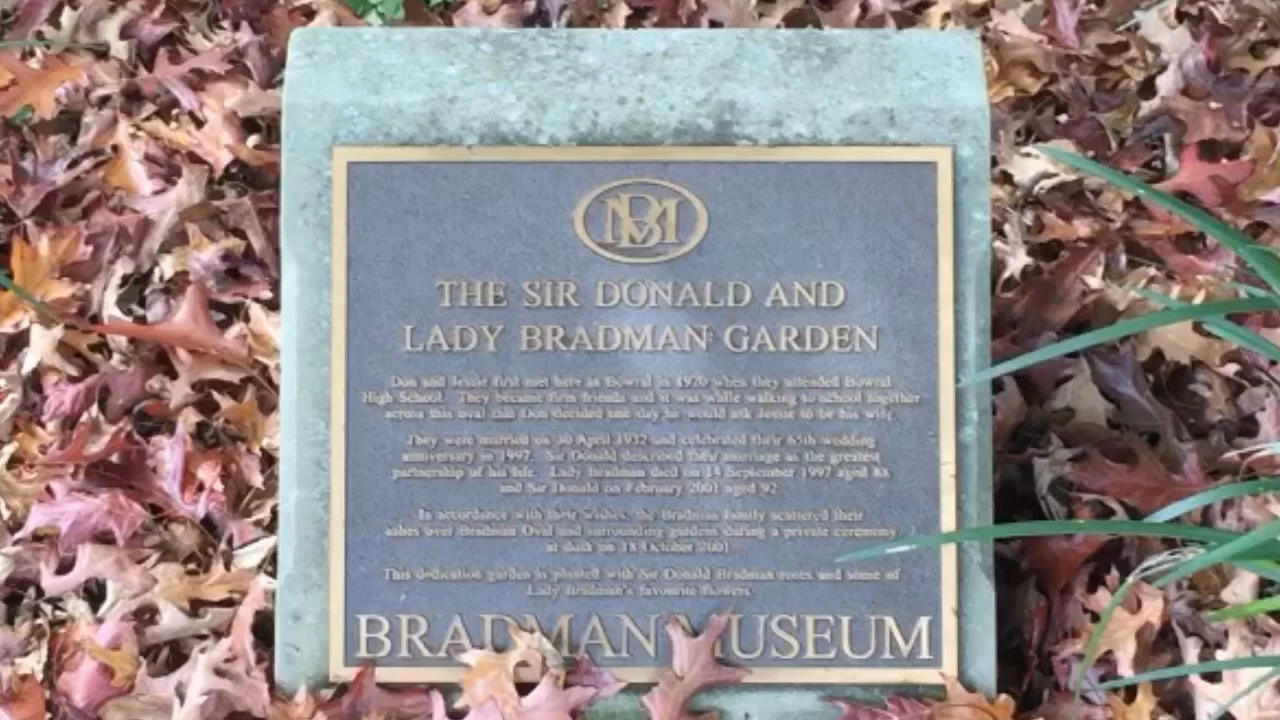 BM
THE SIR DONALD AND
LADY BRADMAN GARDEN
Don and Jessie first met here in Bowral in 1920 when they attended Bowral
High School. They became firm friends and it was while walking to school together
across this oval that Don decided one day he would ask Jessie to be his wife.
They were married on 30 April 1932 and celebrated their 65th wedding
anniversary in 1997. Sir Donald described their marriage as the greatest
partnership of his life. Lady Bradman died on 14 September 1997 aged 88
and Sir Donald on February 2001 aged 92
In accordance with their wishes, the Bradman family scattered their
ashes over Bradman Oval and surrounding gardens during a private ceremony
at dusk on 18 October 2001
This dedication garden is planted with Sir Donald Bradman roses and some of
Lady Bradman's favourite flowers
BRADMAN MUSEUM